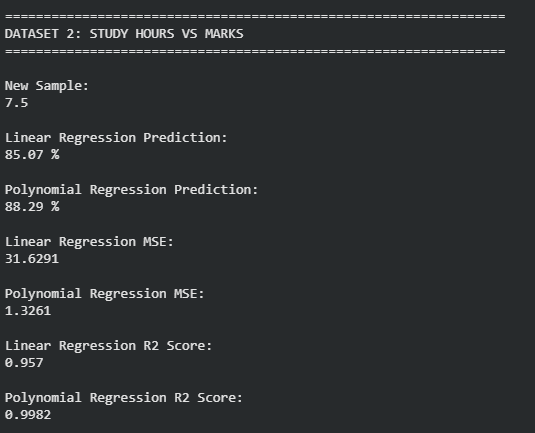 =================================================================
DATASET 2: STUDY HOURS VS MARKS
=================================================================
New Sample:
7.5
Linear Regression Prediction:
85.07 %
Polynomial Regression Prediction:
88.29 %
Linear Regression MSE:
31.6291
Polynomial Regression MSE:
1.3261
Linear Regression R2 Score:
0.957
Polynomial Regression R2 Score:
0.9982